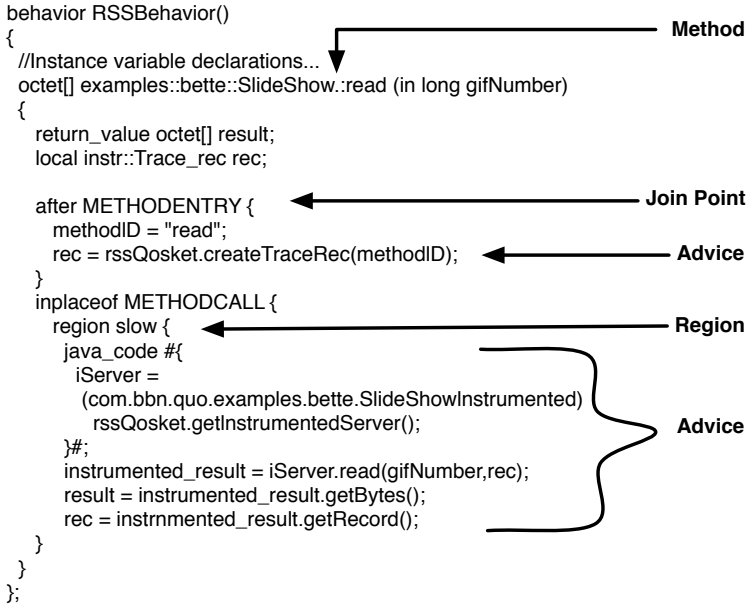 behavior RSSBehavior()
Method
{
//Instance variable declarations...
octet[] examples::bette::SlideShow.:read (in long gifNumber)
{
return_value octet[] result;
local instr::Trace_rec rec;
after METHODENTRY {
Join Point
methodID = "read";
rec = rssQosket.createTraceRec(methodID);
Advice
}
inplaceof METHODCALL {
region slow {
Region
java_code #{
iServer =
(com.bbn.quo.examples.bette.SlideShowInstrumented)
rssQosket.getInstrumentedServer();
Advice
}#;
instrumented_result = iServer.read(gifNumber,rec);
result = instrumented_result.getBytes();
rec = instrnmented_result.getRecord();
}
}
};